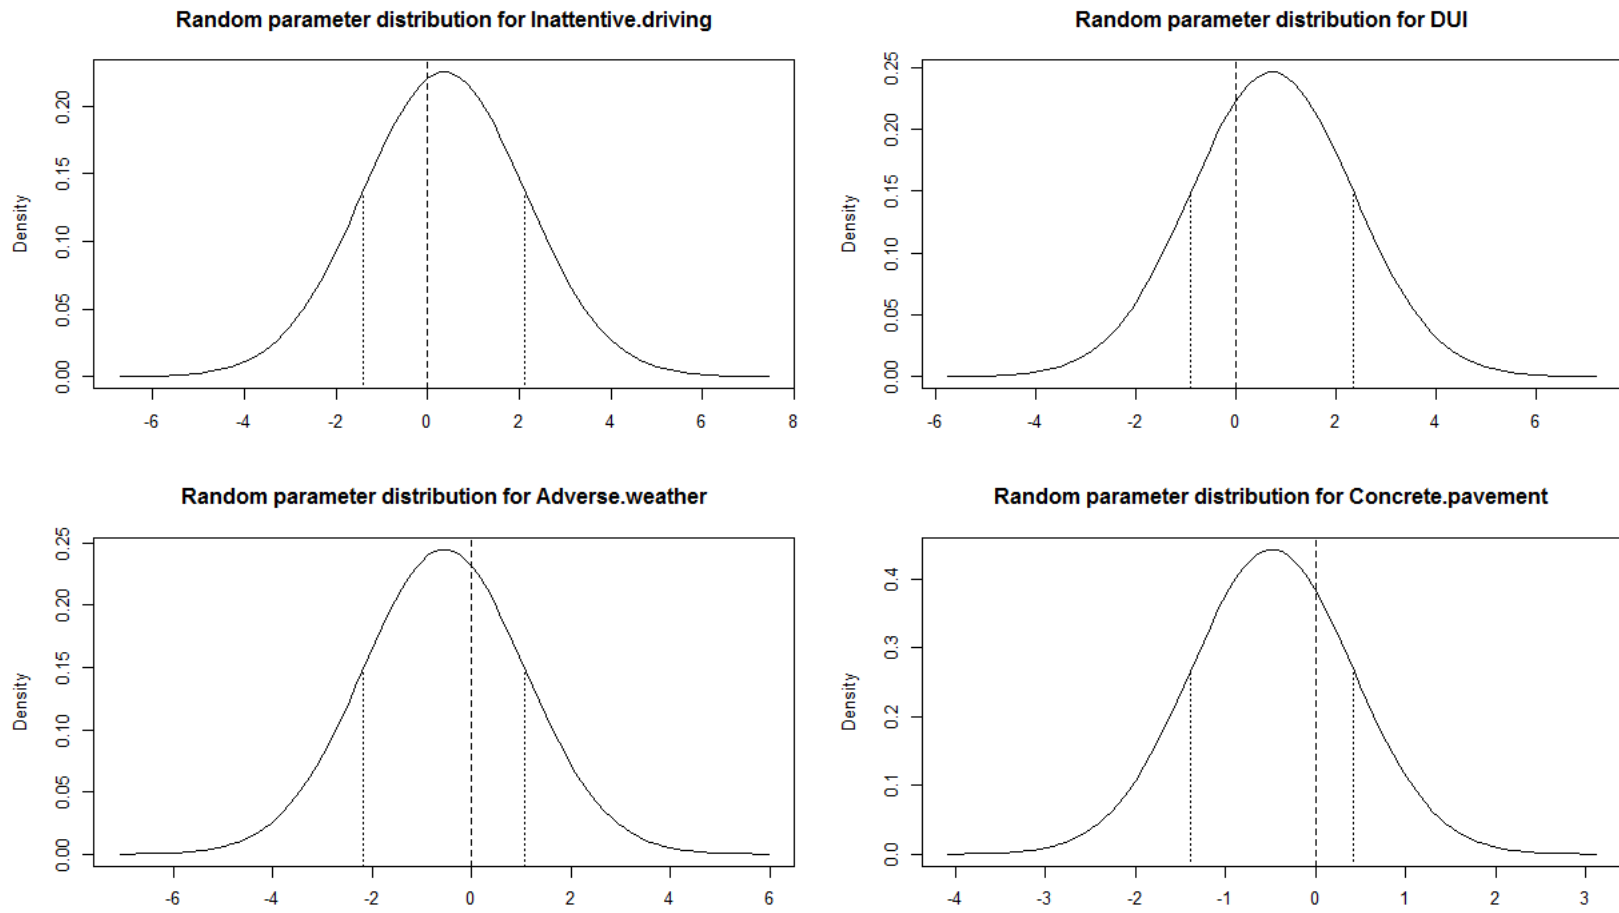 Random parameter distribution for Inattentive.driving
Density
0.00 0.05 0.10 0.15 0.20
-6 -4 -2 0 2 4 6 8
Random parameter distribution for DUI
Density
0.00 0.05 0.10 0.15 0.20 0.25
-6 -4 -2 0 2 4 6
Random parameter distribution for Adverse.weather
Density
0.00 0.05 0.10 0.15 0.20 0.25
-6 -4 -2 0 2 4 6
Random parameter distribution for Concrete.pavement
Density
0.0 0.1 0.2 0.3 0.4
-4 -3 -2 -1 0 1 2 3